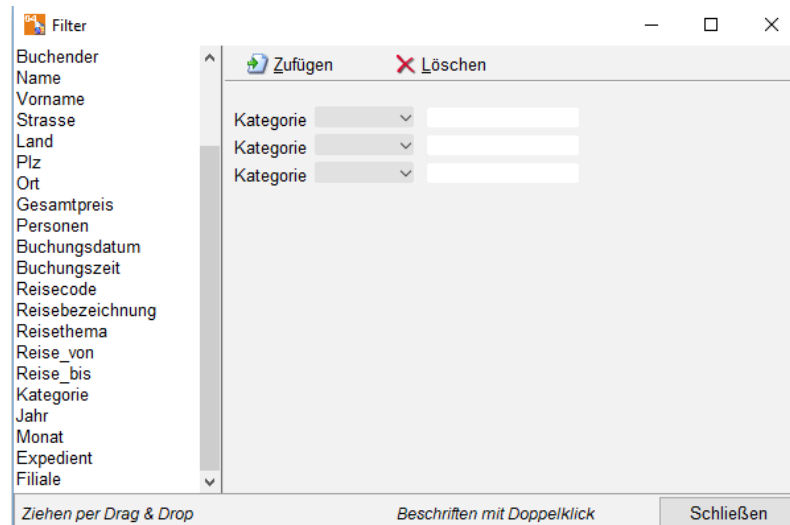 G4 Filter
Buchender
Name
Vorname
Strasse
Land
Plz
Ort
Gesamtpreis
Personen
Buchungsdatum
Buchungszeit
Reisecode
Reisebezeichnung
Reisethema
Reise_von
Reise_bis
Kategorie
Jahr
Monat
Expedient
Filiale
Zufügen Löschen
Kategorie
Kategorie
Kategorie
Ziehen per Drag & Drop Beschriften mit Doppelklick Schließen